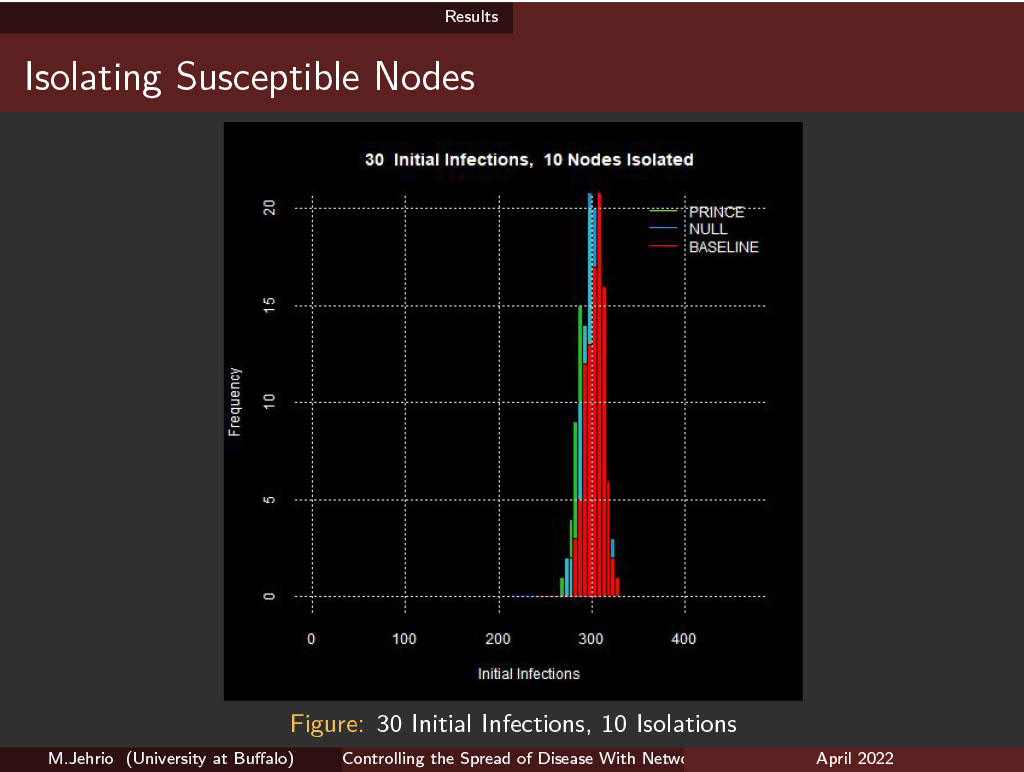 Results
Isolating Susceptible Nodes
30 Initial Infections, 10 Nodes Isolated
PRINCE
NULL
BASELINE
20
15
10
5
0
Frequency
0 100 200 300 400
Initial Infections
Figure: 30 Initial Infections, 10 Isolations
M.Jehrio (University at Buffalo) Controlling the Spread of Disease With Netwo April 2022